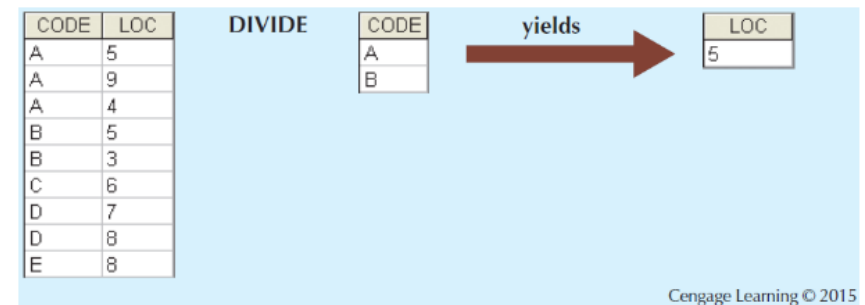 CODE LOC DIVIDE CODE yields LOC
A 5 A 5
A 9 B
A 4
B 5
B 3
C 6
D 7
D 8
E 8
Cengage Learning © 2015